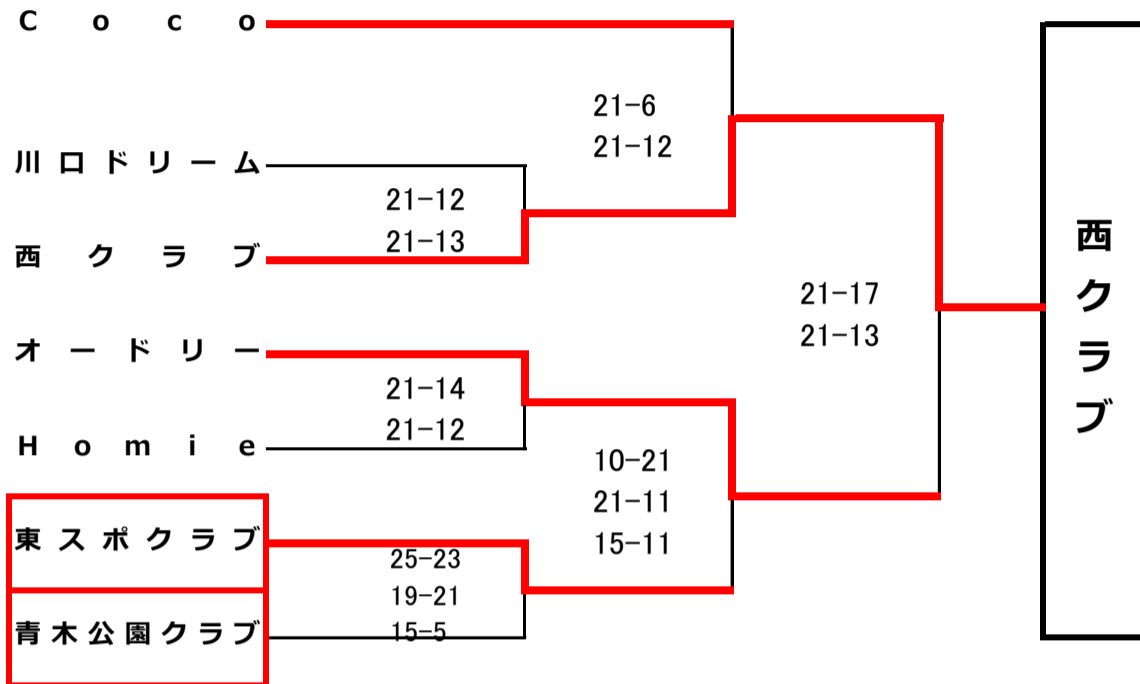 Coco
21-6
21-12
川口ドリーム
21-12
21-13
西クラブ
21-17
21-13
オードリー
21-14
21-12
Homie
10-21
21-11
15-11
東スポクラブ
25-23
19-21
15-5
青木公園クラブ
西クラブ